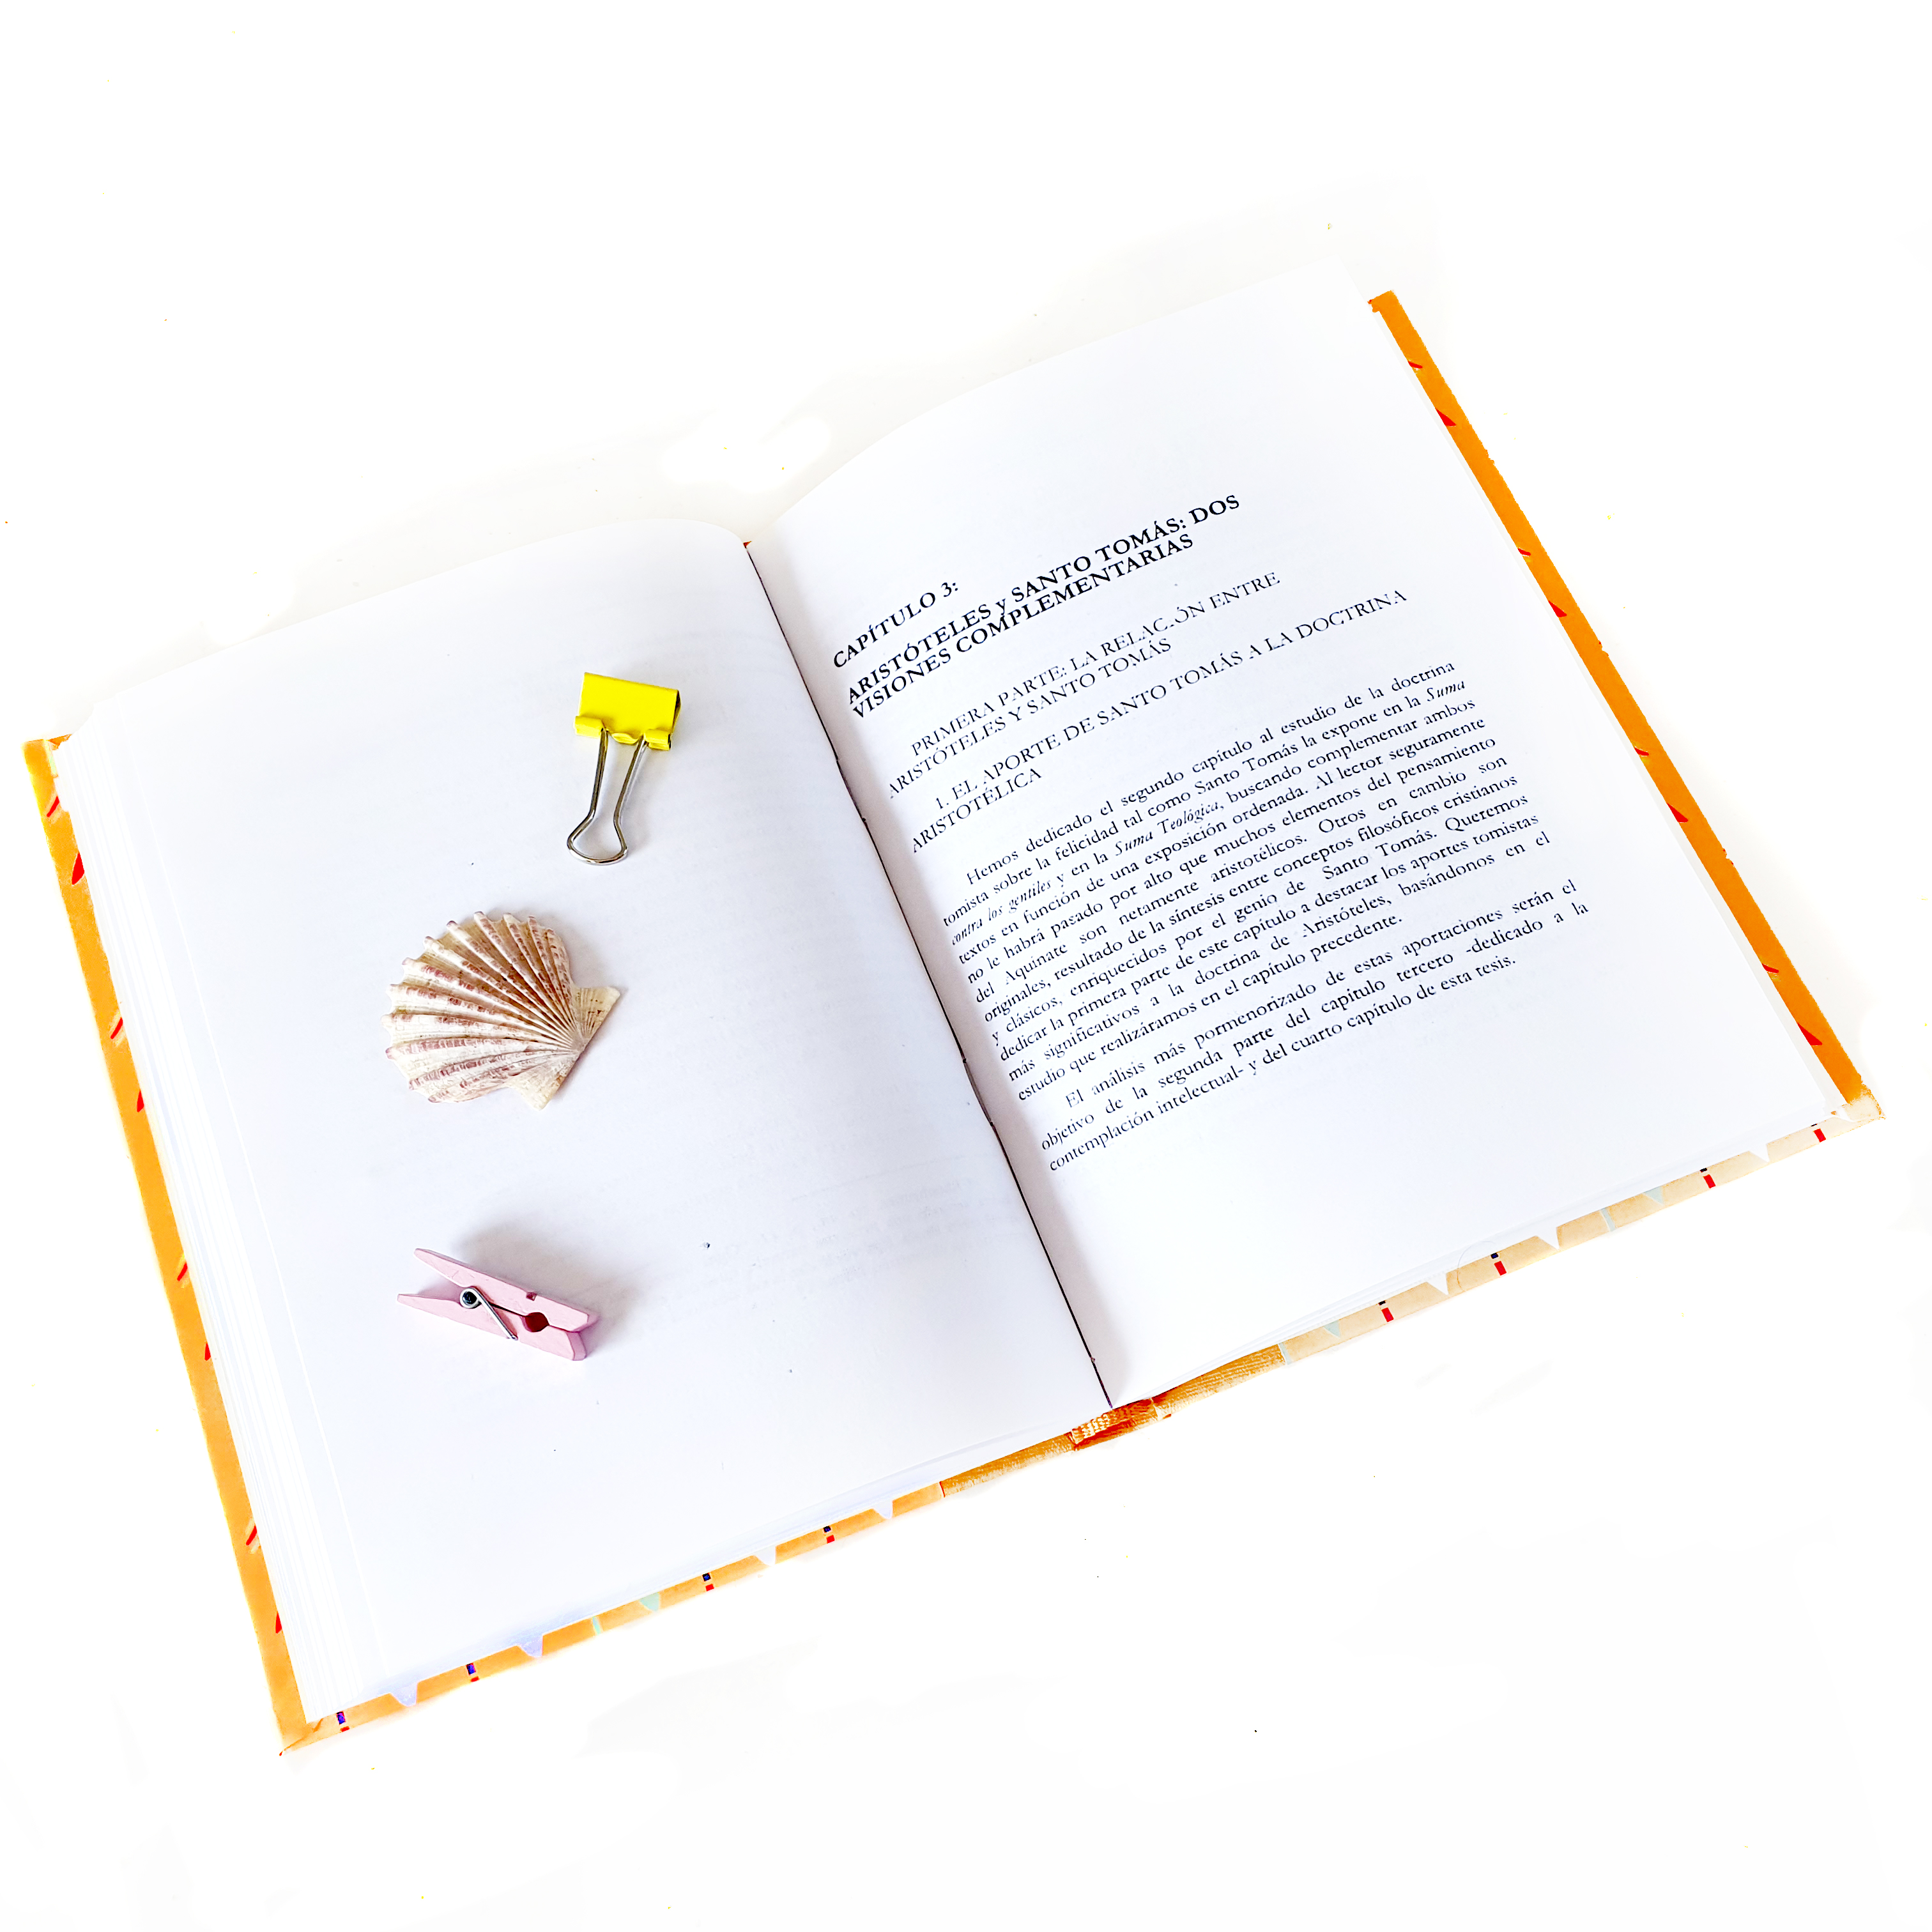 CAPÍTULO 3:
ARISTÓTELES y SANTO TOMÁS: DOS
VISIONES COMPLEMENTARIAS
PRIMERA PARTE: LA RELACIÓN ENTRE
ARISTÓTELES Y SANTO TOMÁS
1. EL APORTE DE SANTO TOMÁS A LA DOCTRINA
ARISTOTÉLICA
Hemos dedicado el segundo capítulo al estudio de la doctrina
tomista sobre la felicidad tal como Santo Tomás la expone en la Suma
contra los gentiles y en la Suma Teológica, buscando complementar ambos
textos en función de una exposición ordenada. Al lector seguramente
no le habrá pasado por alto que muchos elementos del pensamiento
del Aquinate son netamente aristotélicos. Otros en cambio son
originales, resultado de la síntesis entre conceptos filosóficos cristianos
y clásicos, enriquecidos por el genio de Santo Tomás. Queremos
dedicar la primera parte de este capítulo a destacar los aportes tomistas
más significativos a la doctrina de Aristóteles, basándonos en el
estudio que realizáramos en el capítulo precedente.
El análisis más pormenorizado de estas aportaciones serán el
objetivo de la segunda parte del capítulo tercero -dedicado a la
contemplación intelectual- y del cuarto capítulo de esta tesis.